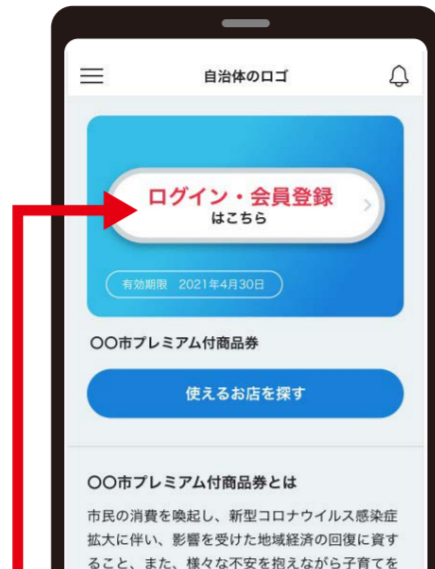 自治体のロゴ
ログイン・会員登録
はこちら
有効期限 2021年4月30日
〇〇市プレミアム付商品券
使えるお店を探す
〇〇市プレミアム付商品券とは
市民の消費を喚起し、新型コロナウイルス感染症
拡大に伴い、影響を受けた地域経済の回復に資す
ること、また、様々な不安を抱えながら子育てを